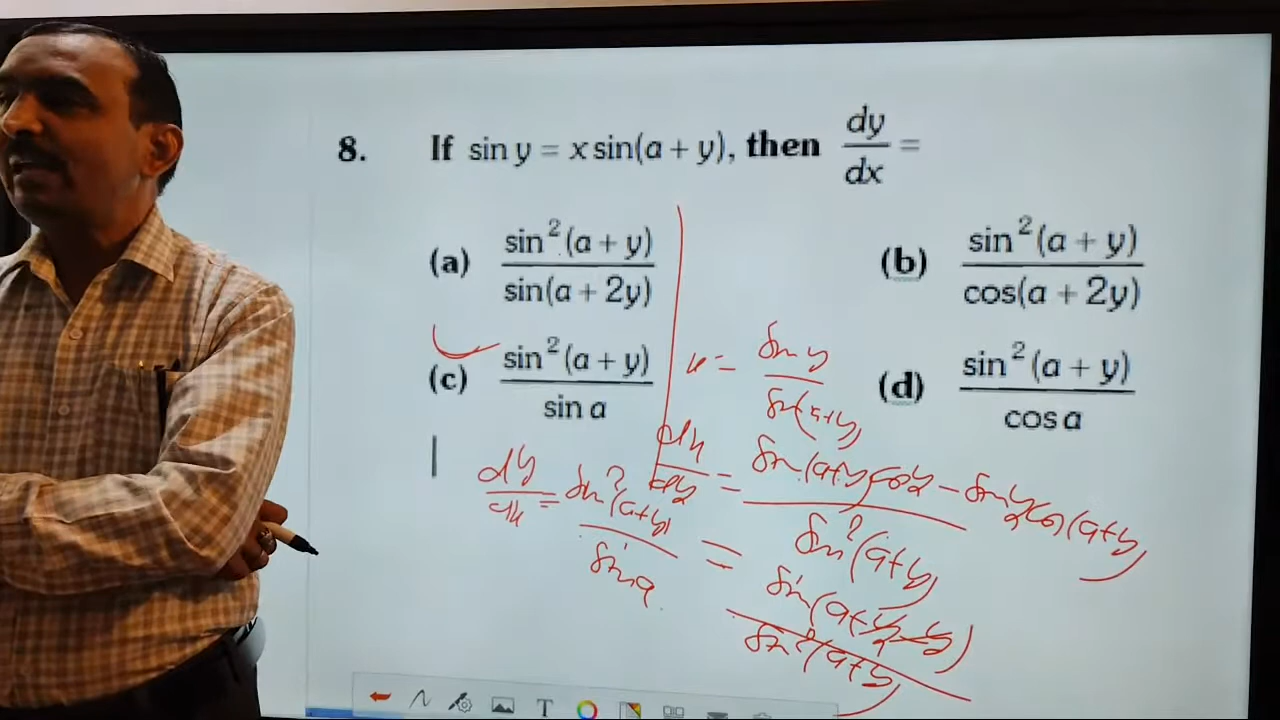 8. If sin y = x sin(a + y), then dy/dx =
(a) sin²(a + y)/sin(a + 2y)
(b) sin²(a + y)/cos(a + 2y)
(c) sin²(a + y)/sin a
(d) sin²(a + y)/cos a
x = sin y/sin(a+y)
dx/dy = sin(a+y)cos y - sin y cos(a+y)/sin²(a+y)
= sin(a+y-y)/sin²(a+y)
dy/dx = sin²(a+y)/sin a
T